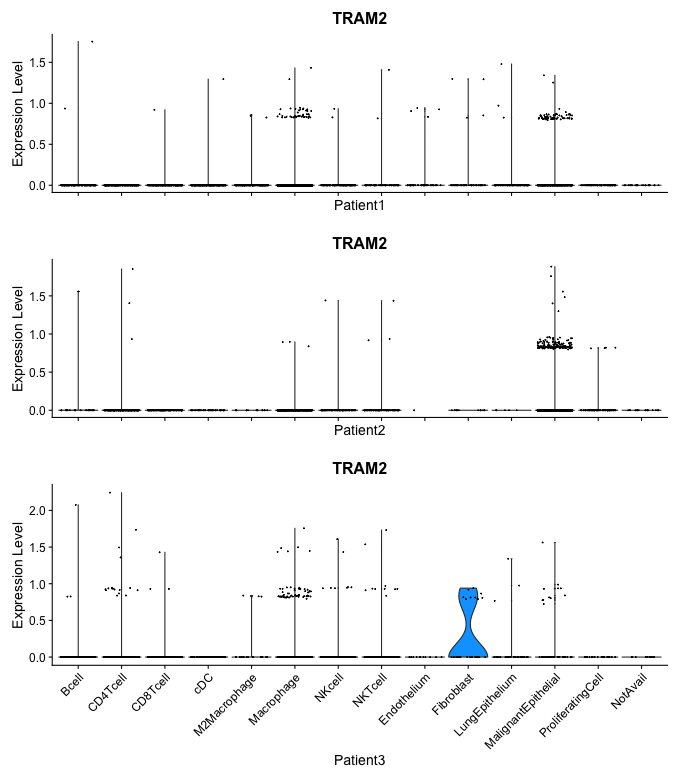 TRAM2
Expression Level
1.5
1.0
0.5
0.0
Patient1
TRAM2
Expression Level
1.5
1.0
0.5
0.0
Patient2
TRAM2
Expression Level
2.0
1.5
1.0
0.5
0.0
Bcell
CD4Tcell
CD8Tcell
cDC
M2Macrophage
Macrophage
NKcell
NKTcell
Endothelium
Fibroblast
LungEpithelium
MalignantEpithelial
ProliferatingCell
NotAvail
Patient3